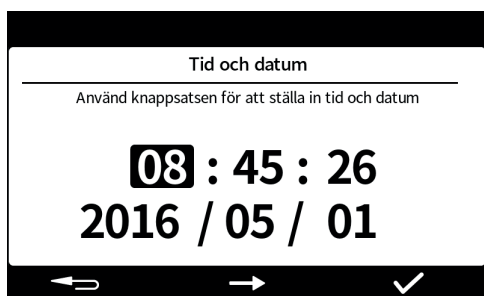 Tid och datum
Använd knappsatsen för att ställa in tid och datum
08 : 45 : 26
2016 / 05 / 01